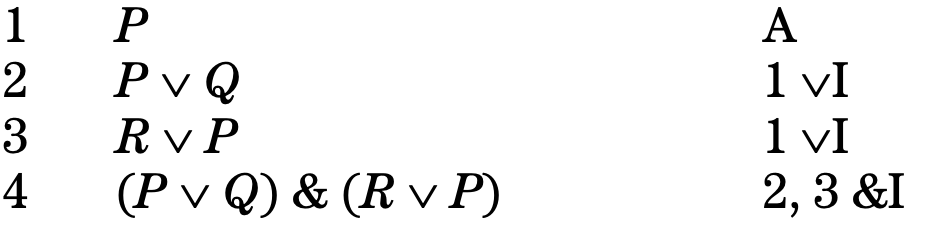 1 P A
2 P ∨ Q 1 ∨I
3 R ∨ P 1 ∨I
4 (P ∨ Q) & (R ∨ P) 2, 3 &I